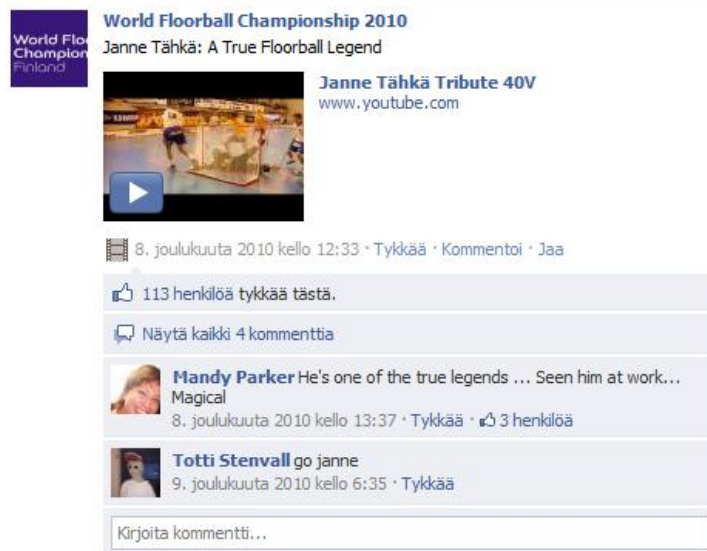 World Floorball Championship 2010
World Flo
Champion
Finland
Janne Tähkä: A True Floorball Legend
Janne Tähkä Tribute 40V
www.youtube.com
8. joulukuuta 2010 kello 12:33 · Tykkää · Kommentoi · Jaa
113 henkilöä tykkää tästä.
Näytä kaikki 4 kommenttia
Mandy Parker He's one of the true legends ... Seen him at work...
Magical
8. joulukuuta 2010 kello 13:37 · Tykkää · 3 henkilöä
Totti Stenvall go janne
9. joulukuuta 2010 kello 6:35 · Tykkää
Kirjoita kommentti...